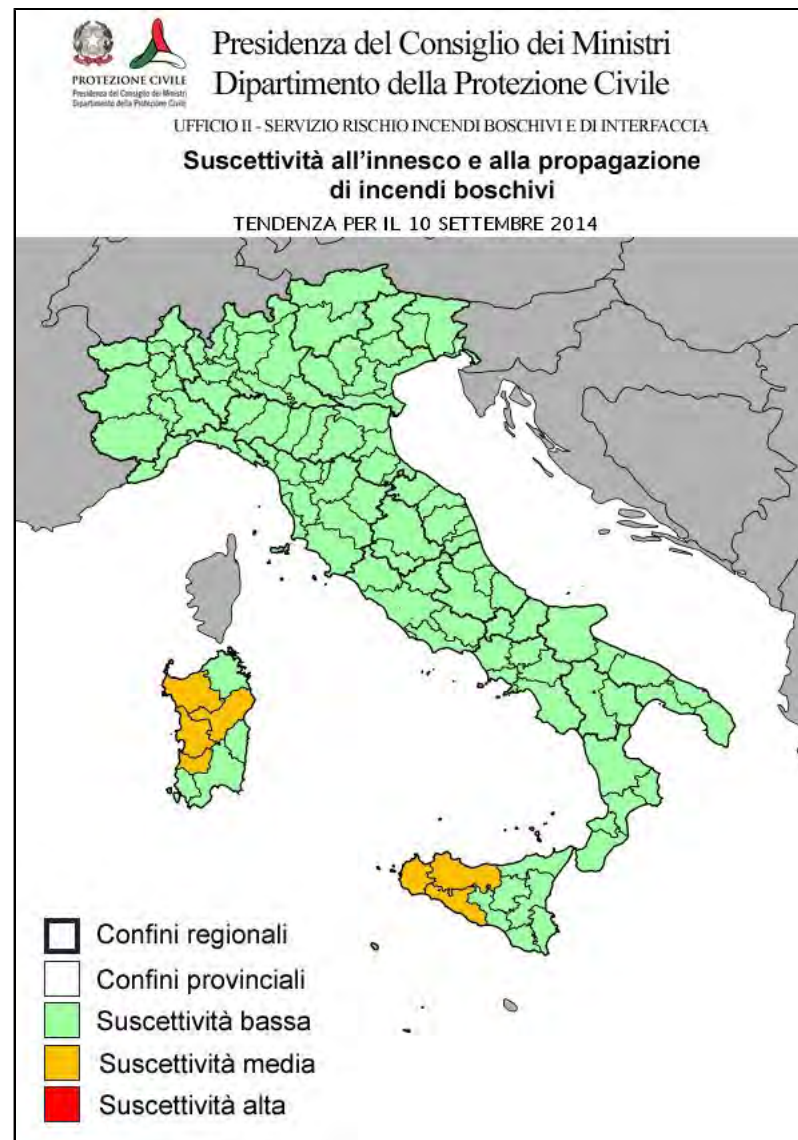 PROTEZIONE CIVILE
Presidenza del Consiglio dei Ministri
Dipartimento della Protezione Civile
Presidenza del Consiglio dei Ministri
Dipartimento della Protezione Civile
UFFICIO II - SERVIZIO RISCHIO INCENDI BOSCHIVI E DI INTERFACCIA
Suscettività all'innesco e alla propagazione
di incendi boschivi
TENDENZA PER IL 10 SETTEMBRE 2014
Confini regionali
Confini provinciali
Suscettività bassa
Suscettività media
Suscettività alta